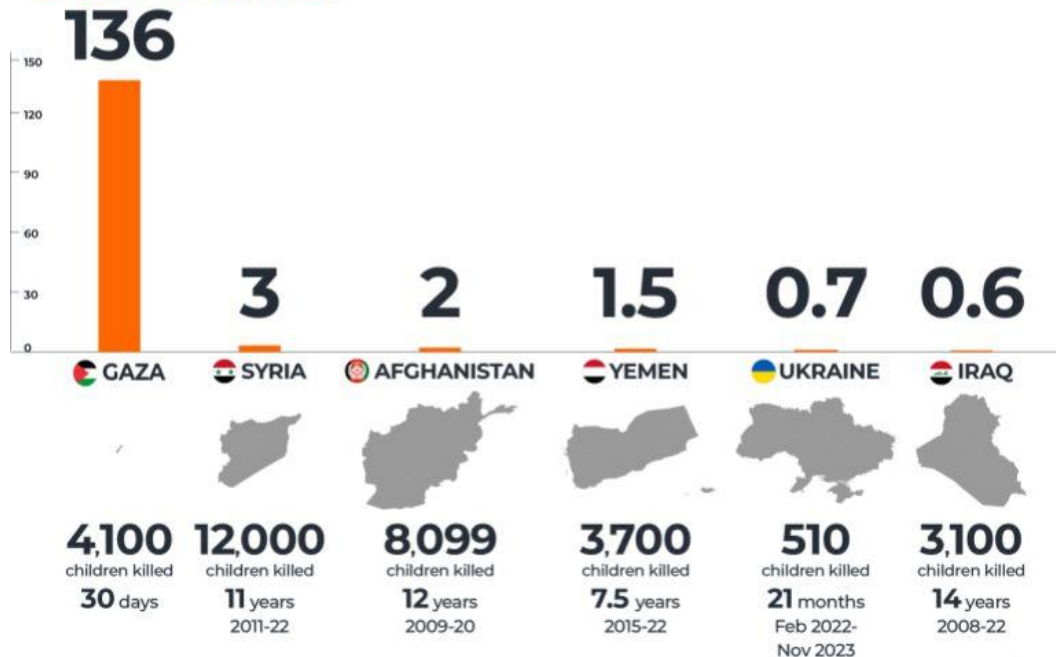 136
150
120
90
60
30
0
3
2
1.5
0.7
0.6
GAZA
SYRIA
AFGHANISTAN
YEMEN
UKRAINE
IRAQ
4,100
children killed
30 days
12,000
children killed
11 years
2011-22
8,099
children killed
12 years
2009-20
3,700
children killed
7.5 years
2015-22
510
children killed
21 months
Feb 2022-
Nov 2023
3,100
children killed
14 years
2008-22